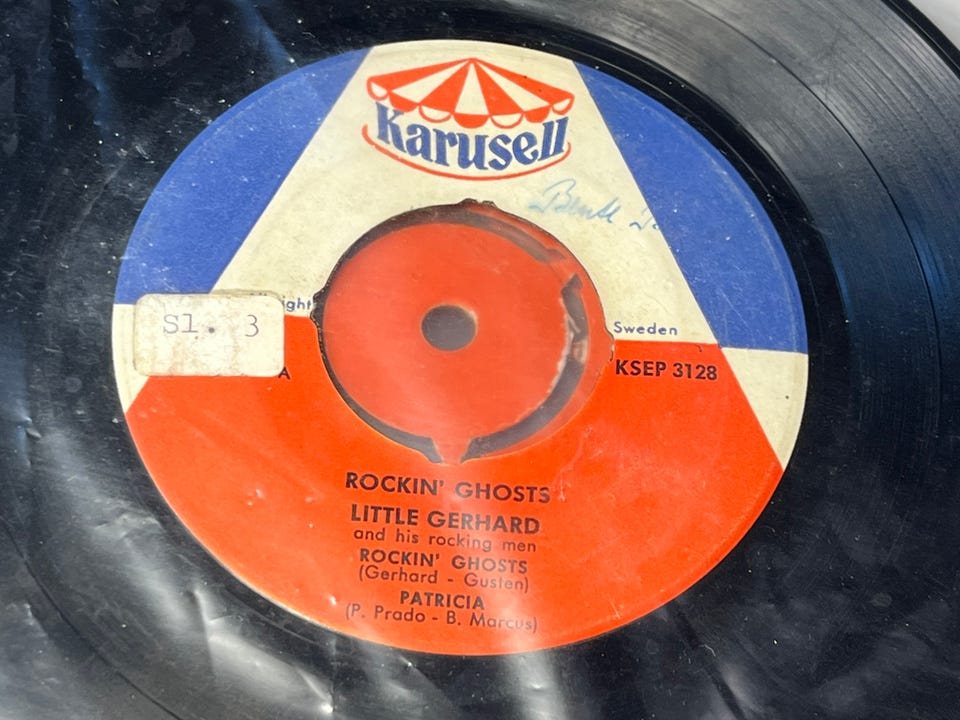 Karusell
Sweden
S1. 3
A
KSEP 3128
ROCKIN' GHOSTS
LITTLE GERHARD
and his rocking men
ROCKIN' GHOSTS
(Gerhard - Gusten)
PATRICIA
(P. Prado - B. Marcus)